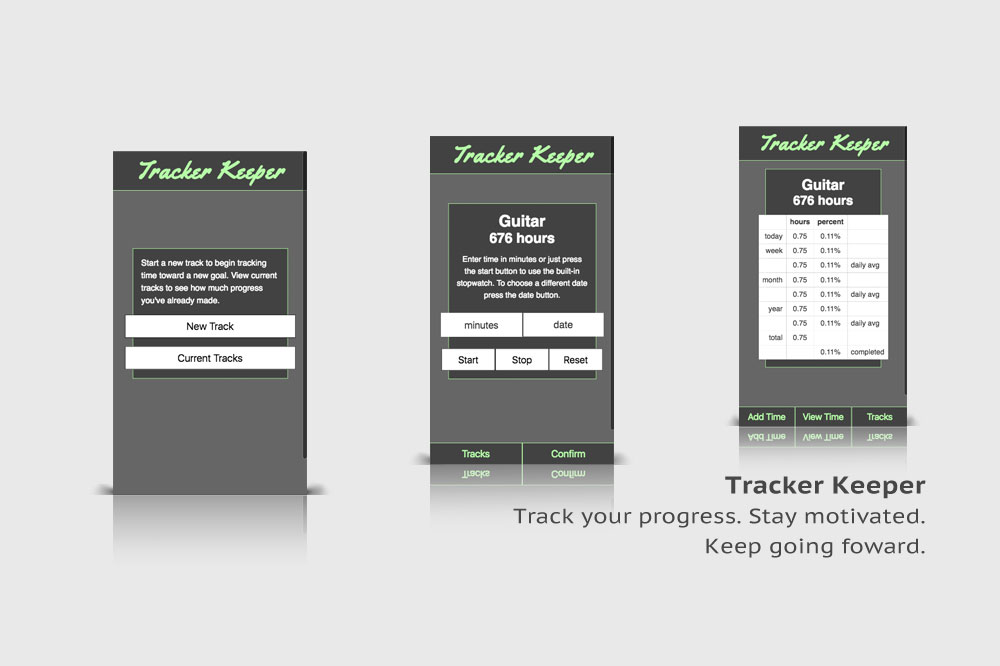 Tracker Keeper
Start a new track to begin tracking
time toward a new goal. View current
tracks to see how much progress
you've already made.
New Track
Current Tracks
Tracker Keeper
Guitar
676 hours
Enter time in minutes or just press
the start button to use the built-in
stopwatch. To choose a different date
press the date button.
minutes date
Start Stop Reset
Tracks Confirm
Tracks Confirm
Tracker Keeper
Guitar
676 hours
hours percent
today 0.75 0.11%
week 0.75 0.11%
0.75 0.11% daily avg
month 0.75 0.11%
0.75 0.11% daily avg
year 0.75 0.11%
0.75 0.11% daily avg
total 0.75
0.11% completed
Add Time View Time Tracks
Add Time View Time Tracks
Tracker Keeper
Track your progress. Stay motivated.
Keep going foward.